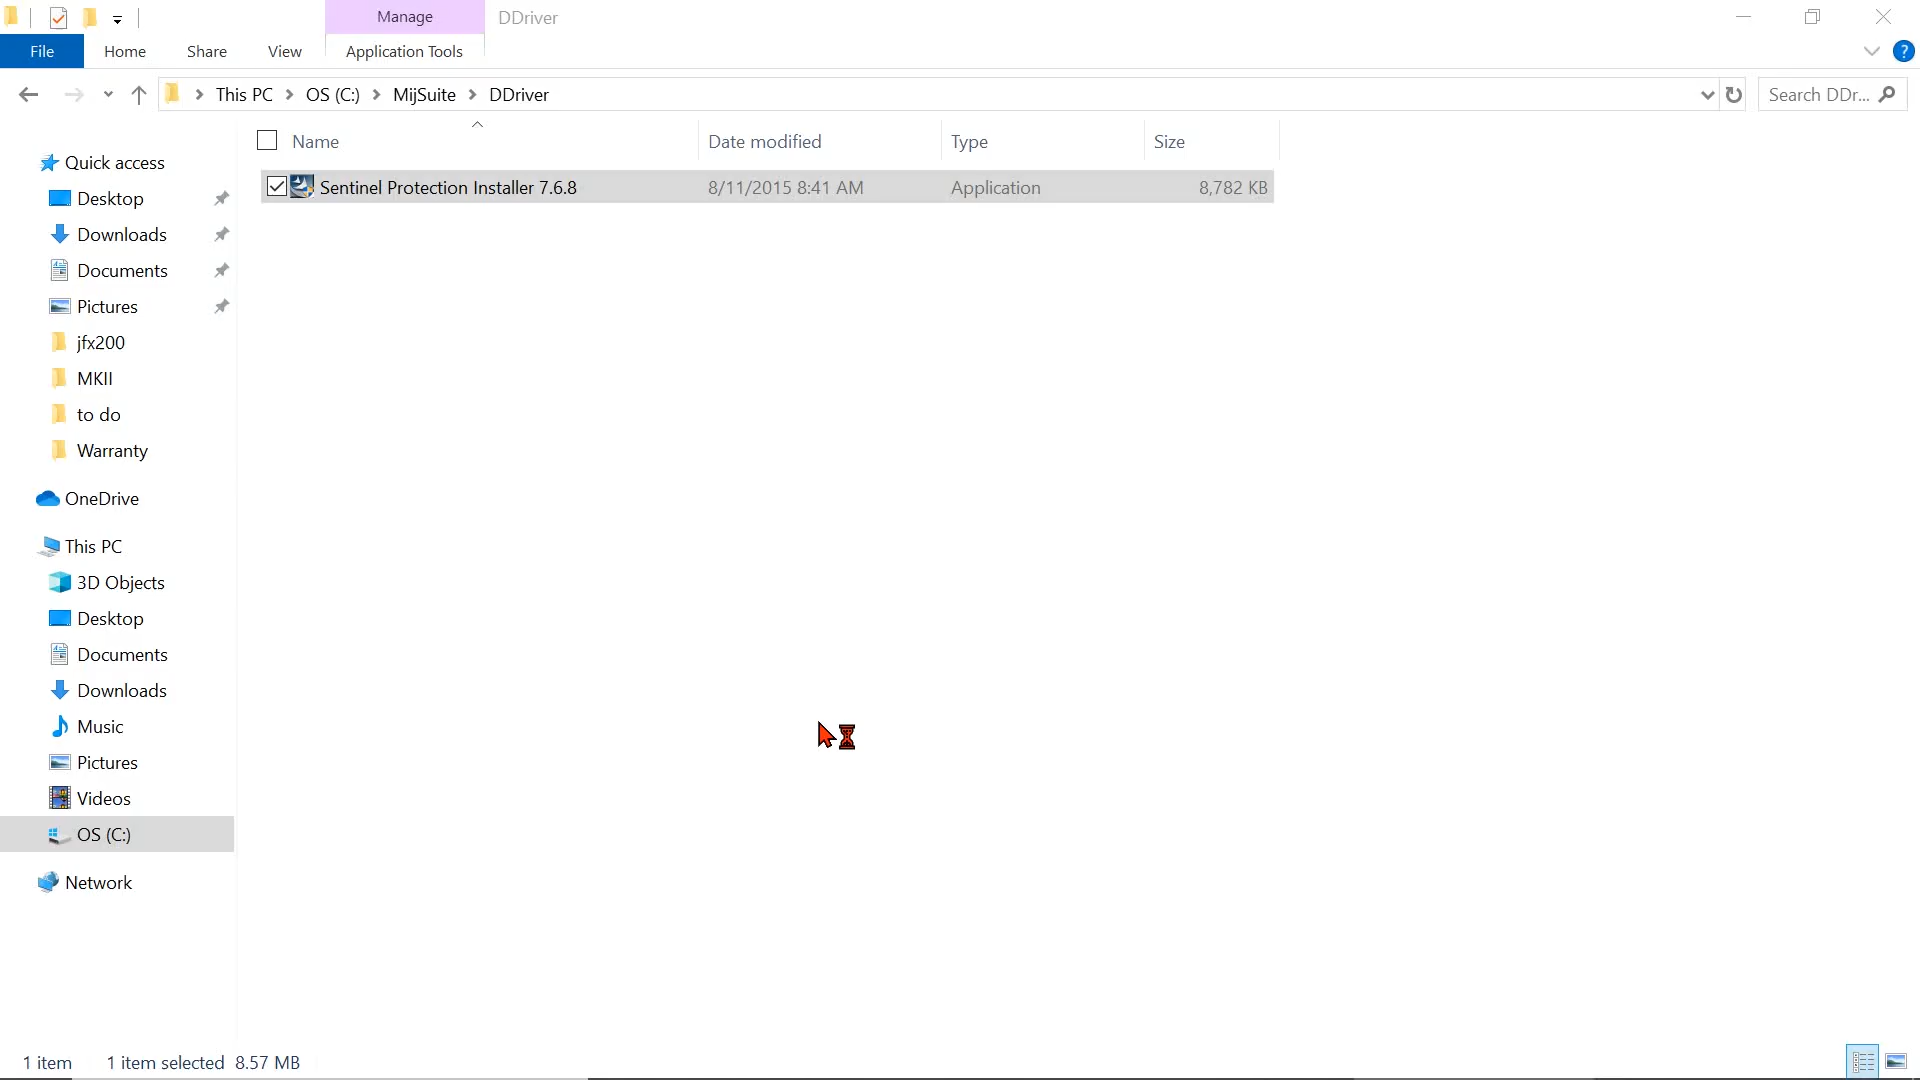 Manage
DDriver
File
Home
Share
View
Application Tools
?
This PC
OS (C:)
MijSuite
DDriver
Search DDr...
Name
Date modified
Type
Size
Sentinel Protection Installer 7.6.8
8/11/2015 8:41 AM
Application
8,782 KB
Quick access
Desktop
Downloads
Documents
Pictures
jfx200
MKII
to do
Warranty
OneDrive
This PC
3D Objects
Desktop
Documents
Downloads
Music
Pictures
Videos
OS (C:)
Network
1 item
1 item selected 8.57 MB